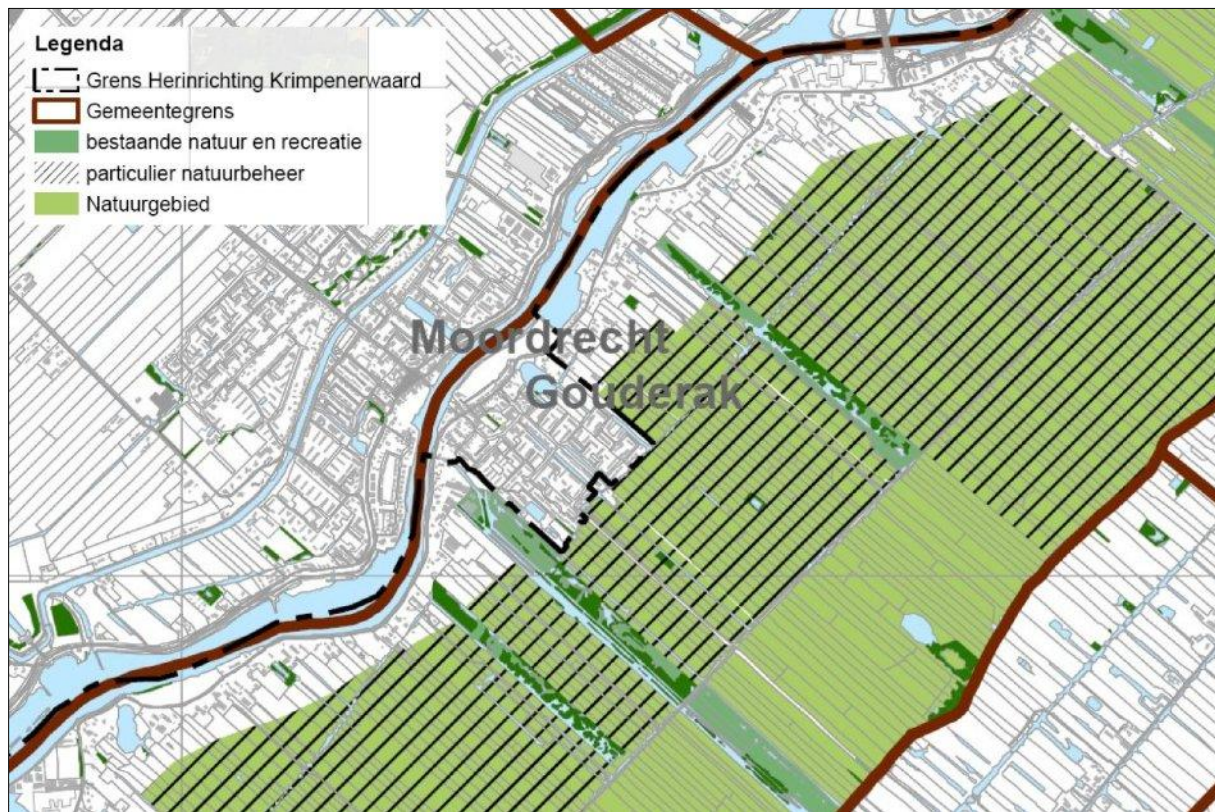 Legenda
Grens Herinrichting Krimpenerwaard
Gemeentegrens
bestaande natuur en recreatie
particulier natuurbeheer
Natuurgebied
Moordrecht
Gouderak